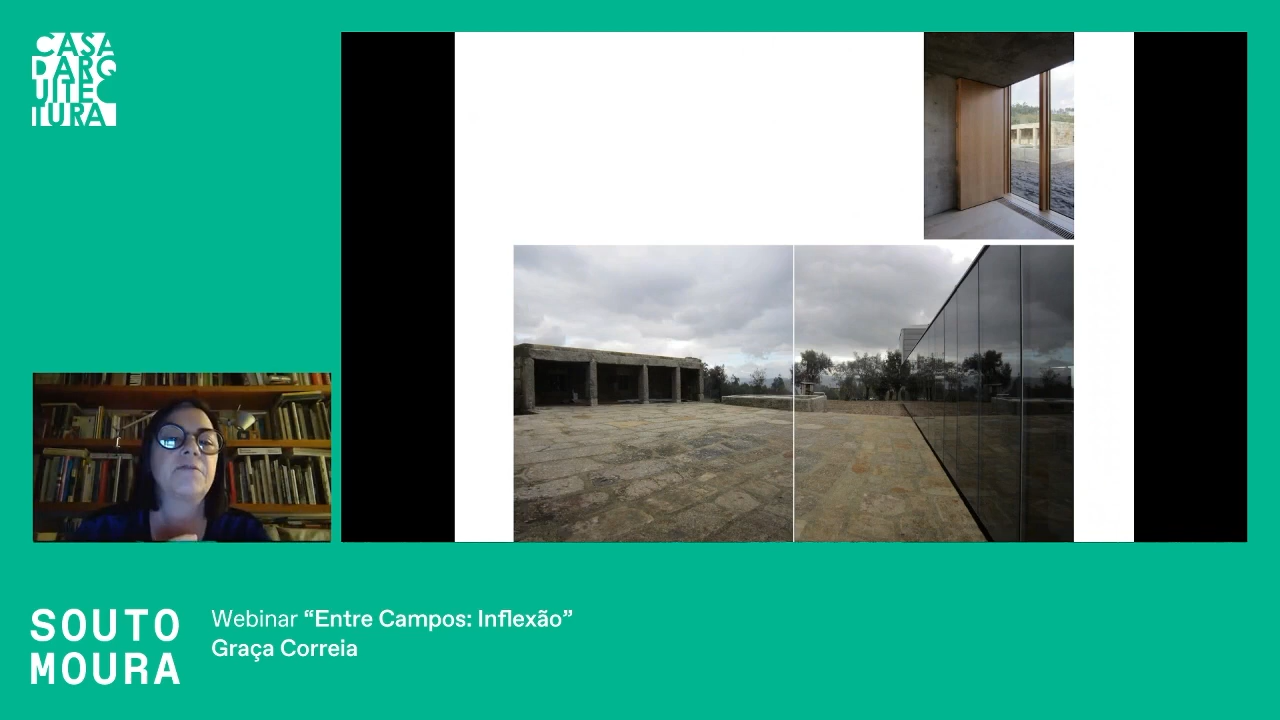 CASA
DARQ
UITEC
TURA
SOUTO
MOURA
Webinar “Entre Campos: Inflexão”
Graça Correia